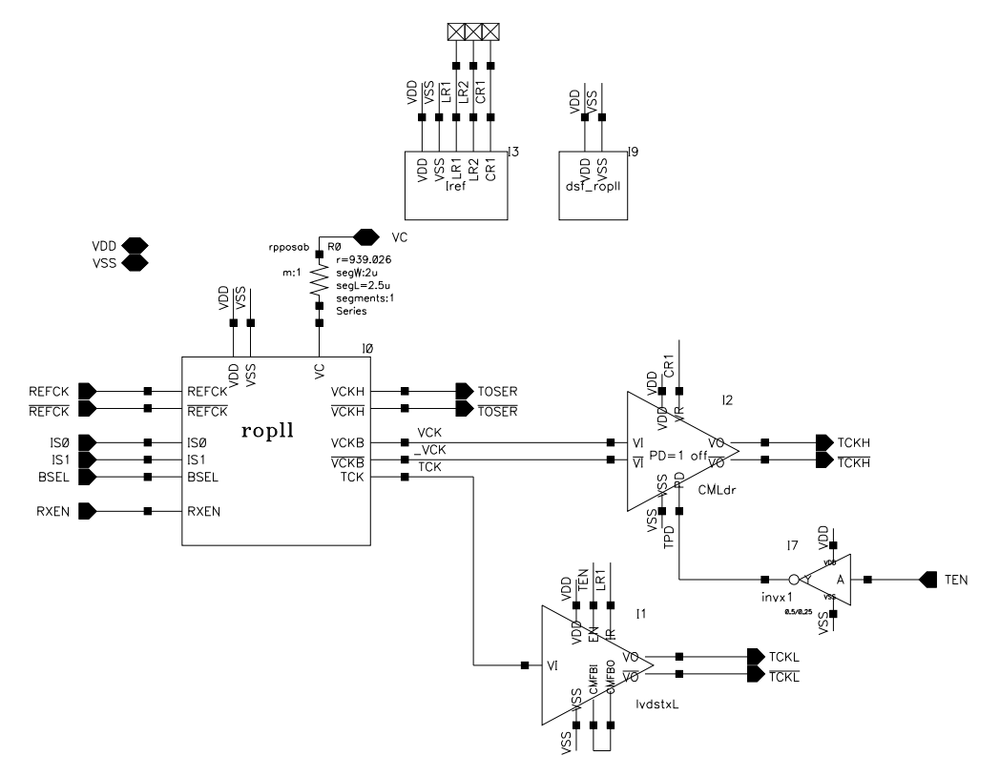 VDD VSS LR1 LR2 CR1
VDD VSS LR1 LR2 CR1
Iref
I3
VDD VSS
VDD VSS
dsf_ropll
I9
VDD
VSS
VC
rpposab R0
m:1
r=939.026
segW:2u
segL=2.5u
segments:1
Series
VDD VSS
VDD VSS VC
I0
ropll
REFCK REFCK VCKH TOSER
REFCK REFCK VCKH TOSER
IS0 IS0 VCKB VCK
IS1 IS1 VCKB _VCK
BSEL BSEL TCK TCK
RXEN RXEN
VDD CR1
VDD VR
I2
VI VO TCKH
VI PD=1 off VO TCKH
VSS PD
CMLdr
VSS TPD
I7
VDD
VDD
Y A TEN
invx1
VSS
0.5/0.25
VSS
VDD TEN LR1
VDD EN IR
I1
VI VO TCKL
VO TCKL
VSS CMFBI CMFBO
lvdstxL
VSS